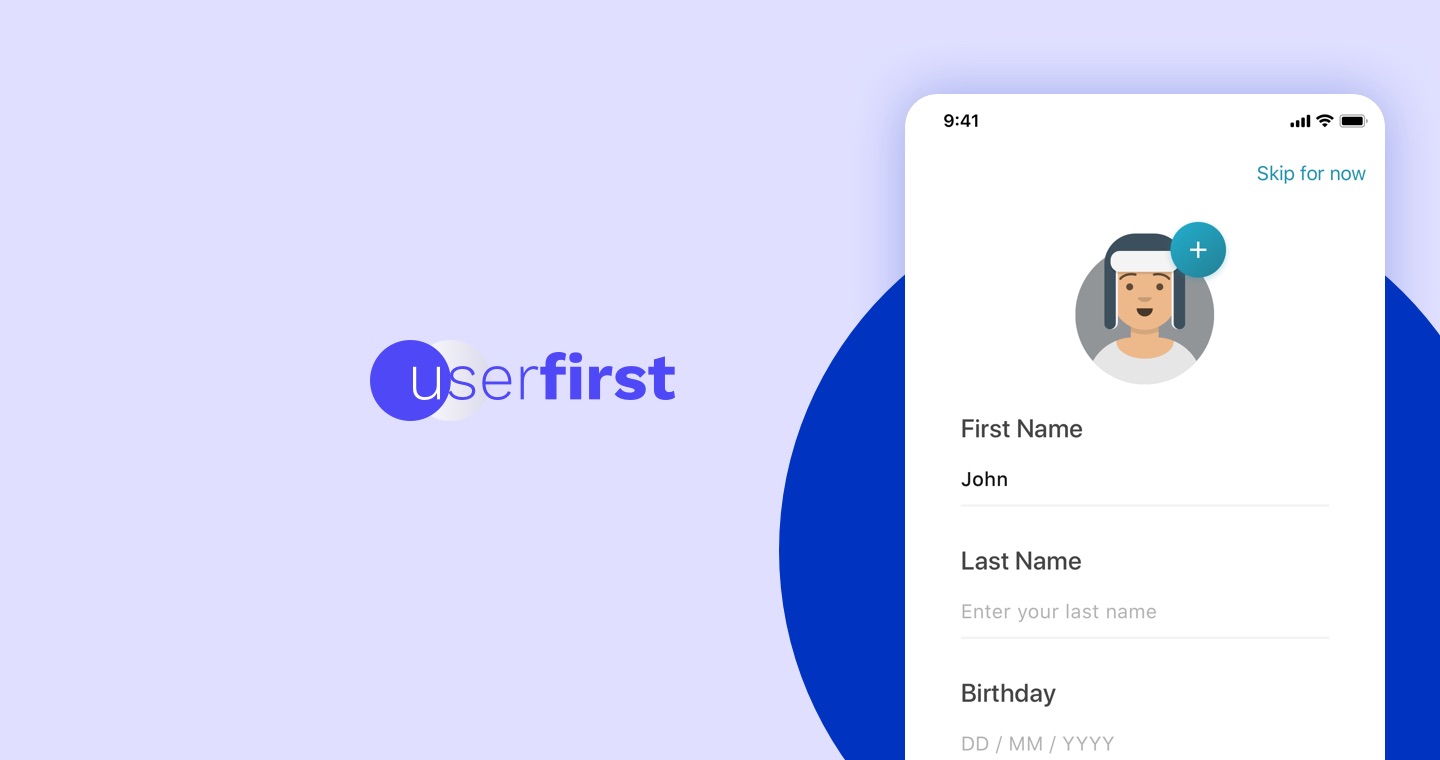 userfirst
9:41
Skip for now
+
First Name
John
Last Name
Enter your last name
Birthday
DD / MM / YYYY